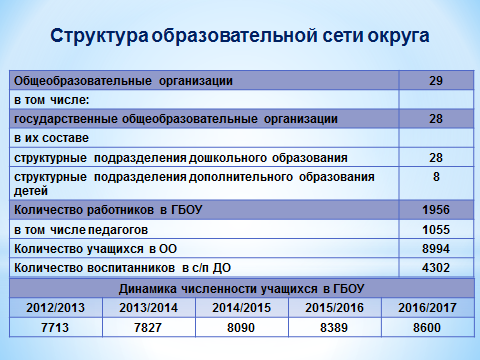 Структура образовательной сети округа
Общеобразовательные организации 29
в том числе:
государственные общеобразовательные организации 28
в их составе
структурные подразделения дошкольного образования 28
структурные подразделения дополнительного образования 8
детей
Количество работников в ГБОУ 1956
в том числе педагогов 1055
Количество учащихся в ОО 8994
Количество воспитанников в с/п ДО 4302
Динамика численности учащихся в ГБОУ
2012/2013 2013/2014 2014/2015 2015/2016 2016/2017
7713 7827 8090 8389 8600